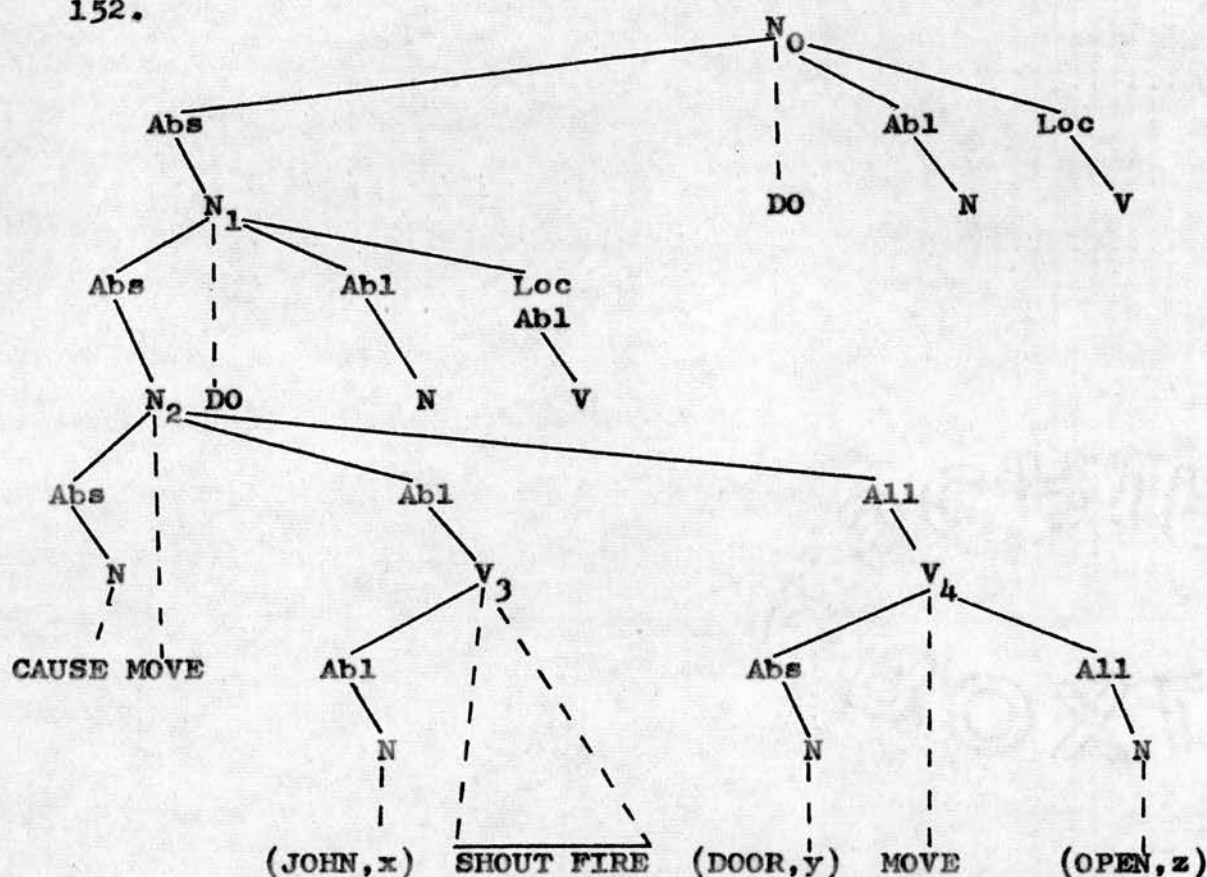 152.
N0
Abs Abl Loc
N1 DO N V
Abs Abl Loc
Abl
N2 DO N V
Abs Abl All
N V3 V4
CAUSE MOVE Abl Abs All
N N N
(JOHN,x) SHOUT FIRE (DOOR,y) MOVE (OPEN,z)